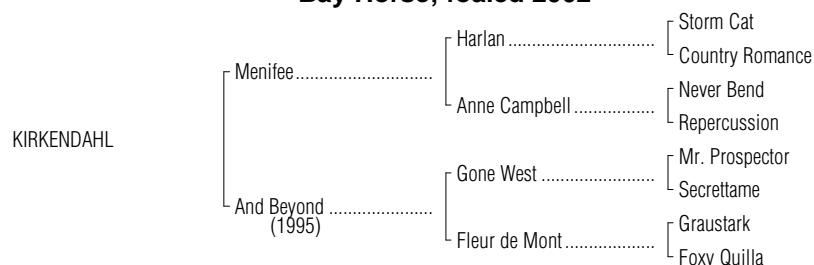 Bay Horse; foaled 2002
Storm Cat
Harlan ..................................
Country Romance
Menifee................................
Never Bend
Anne Campbell ...................
Repercussion
KIRKENDAHL
Mr. Prospector
Gone West ..........................
Secrettame
And Beyond ........................
(1995)
Graustark
Fleur de Mont.....................
Foxy Quilla